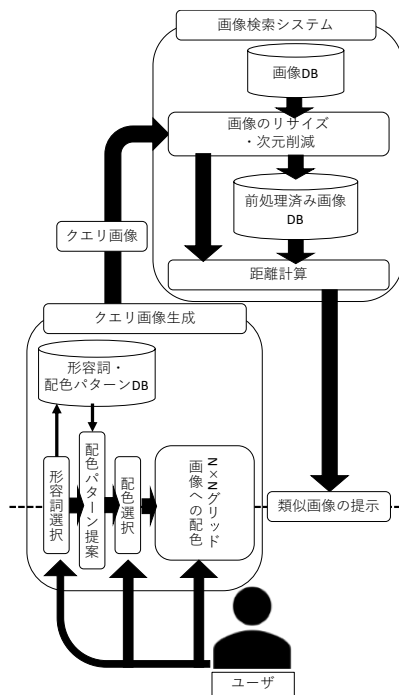 画像検索システム
画像DB
画像のリサイズ
・次元削減
前処理済み画像
DB
距離計算
クエリ画像
クエリ画像生成
形容詞・
配色パターンDB
形容詞選択
配色パターン提案
配色選択
N×Nグリッド
画像への配色
類似画像の提示
ユーザ